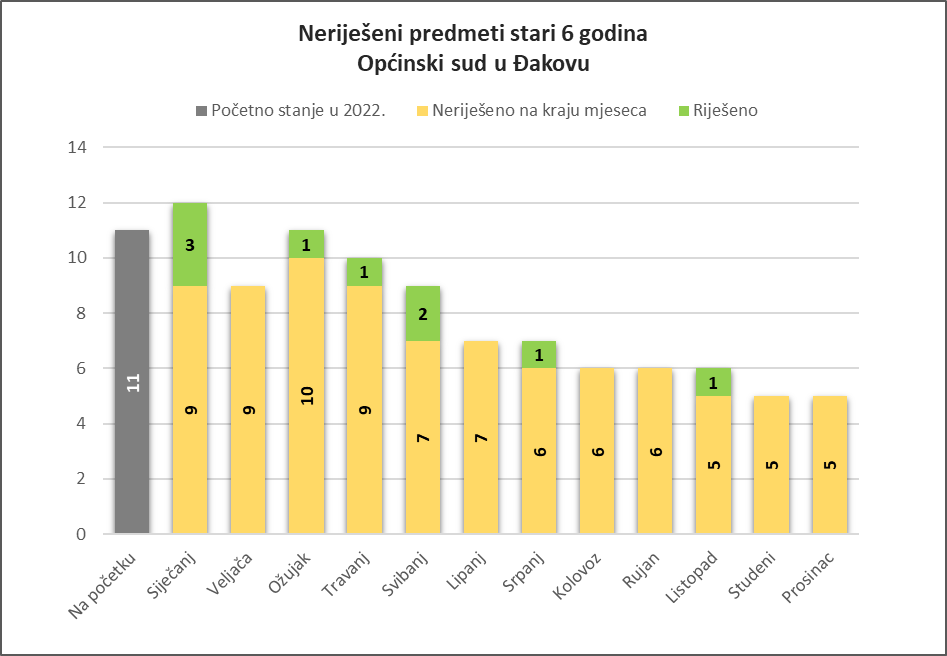 Neriješeni predmeti stari 6 godina
Općinski sud u Đakovu
Početno stanje u 2022. Neriješeno na kraju mjeseca Riješeno
14
12
10
8
6
4
2
0
11
3
9
9
1
10
1
9
2
7
7
1
6
6
6
1
5
5
5
Na početku
Siječanj
Veljača
Ožujak
Travanj
Svibanj
Lipanj
Srpanj
Kolovoz
Rujan
Listopad
Studeni
Prosinac